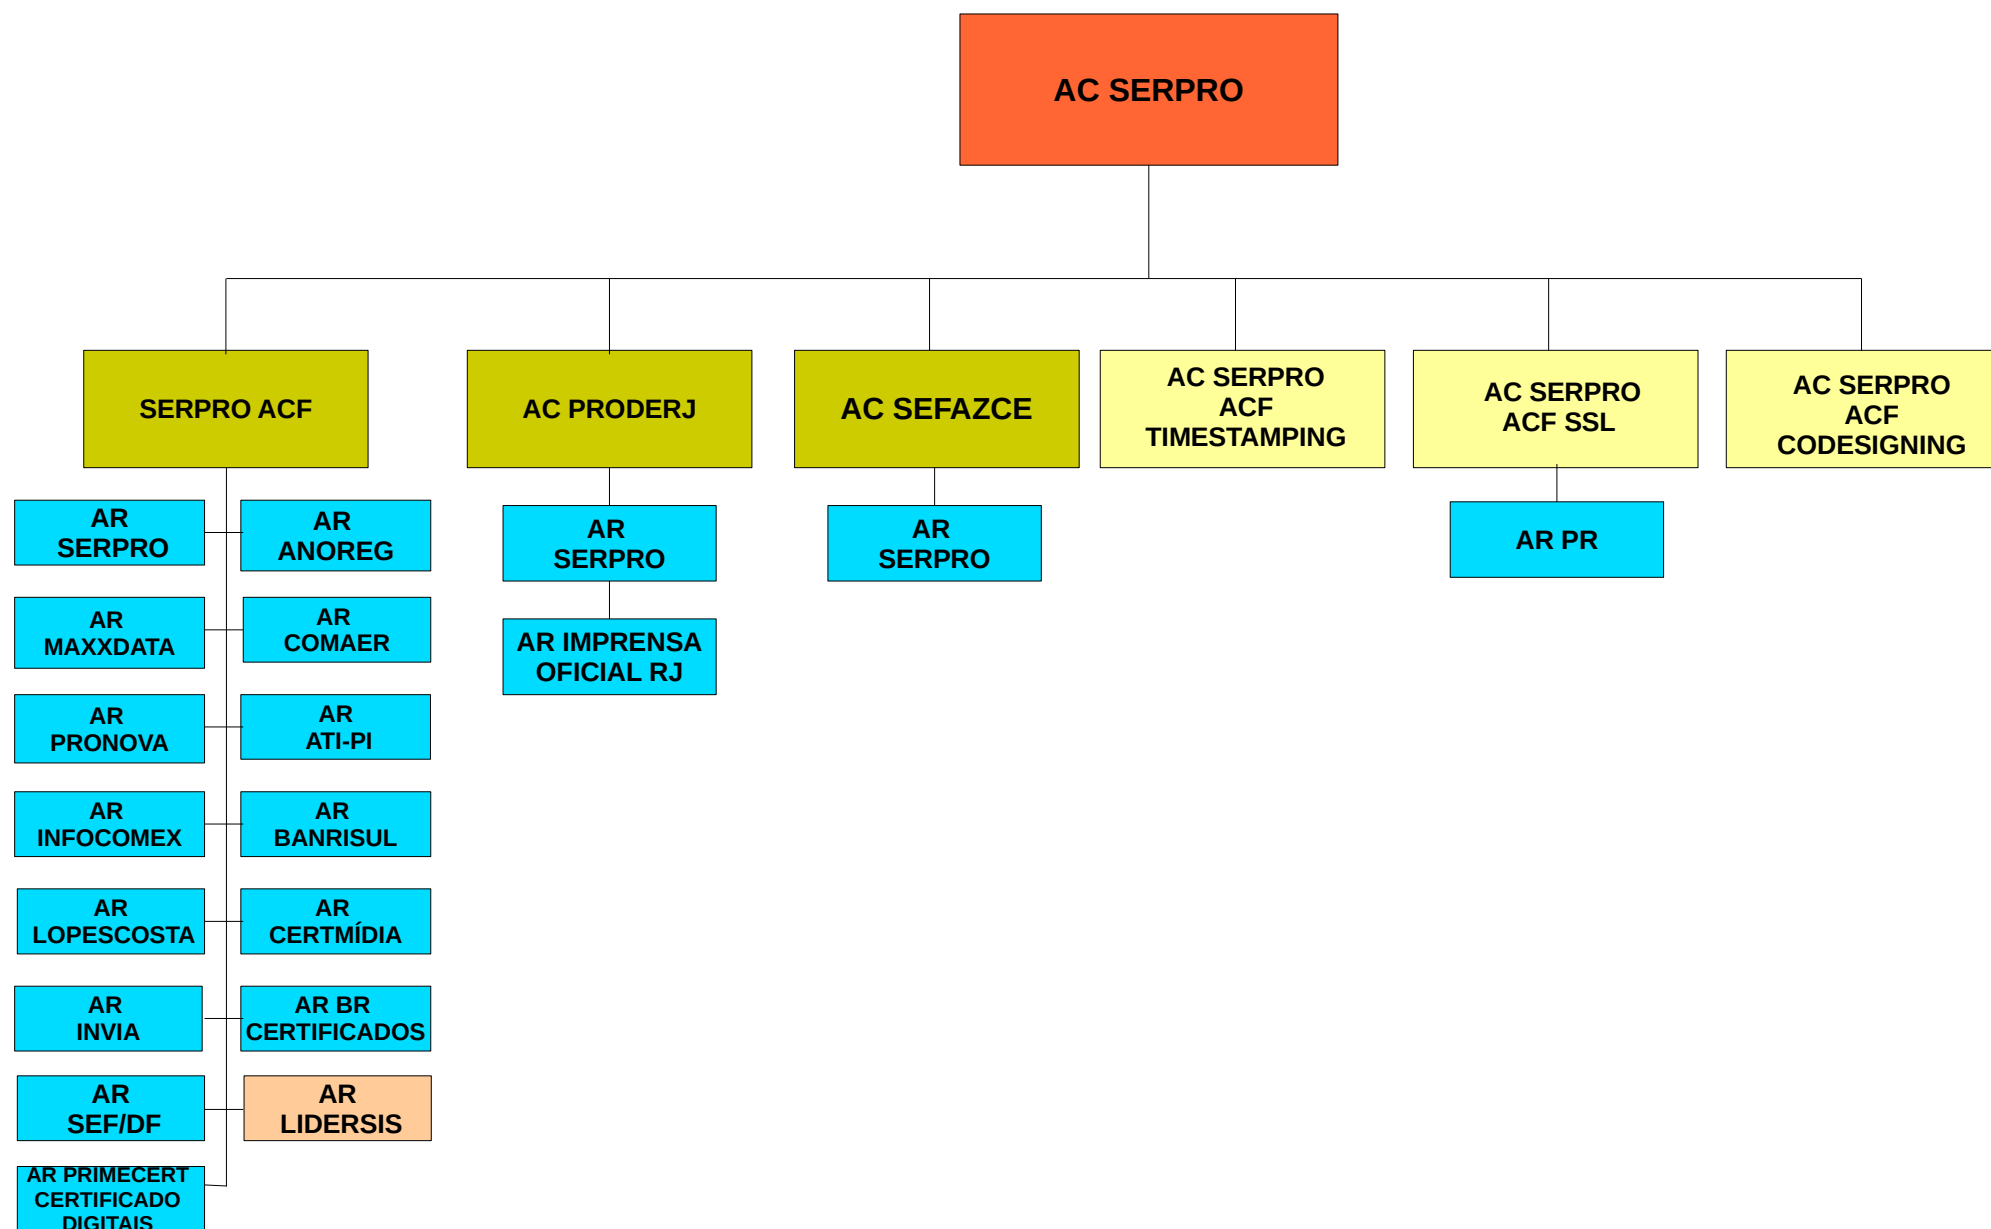 AC SERPRO
SERPRO ACF
AC PRODERJ
AC SEFAZCE
AC SERPRO
ACF
TIMESTAMPING
AC SERPRO
ACF SSL
AC SERPRO
ACF
CODESIGNING
AR
SERPRO
AR
ANOREG
AR
MAXXDATA
AR
COMAER
AR
PRONOVA
AR
ATI-PI
AR
INFOCOMEX
AR
BANRISUL
AR
LOPESCOSTA
AR
CERTMÍDIA
AR
INVIA
AR BR
CERTIFICADOS
AR
SEF/DF
AR
LIDERSIS
AR PRIMECERT
CERTIFICADO
DIGITAIS
AR
SERPRO
AR IMPRENSA
OFICIAL RJ
AR
SERPRO
AR PR